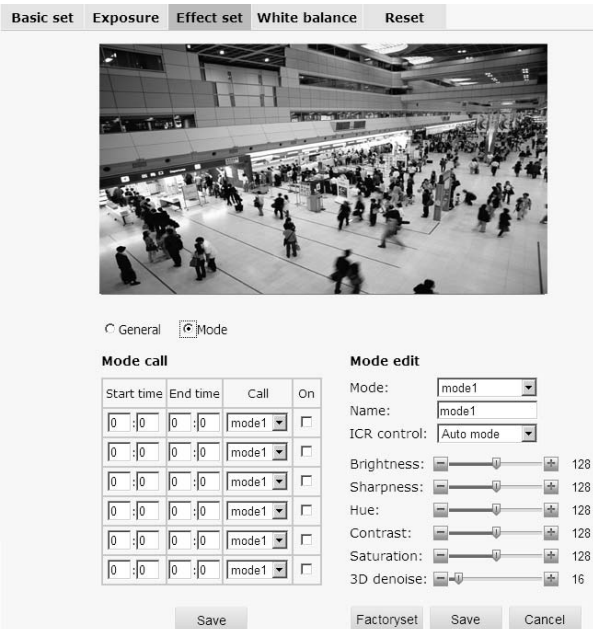 Basic set Exposure Effect set White balance Reset
General Mode
Mode call
Start time End time Call On
0 :0 0 :0 mode1
0 :0 0 :0 mode1
0 :0 0 :0 mode1
0 :0 0 :0 mode1
0 :0 0 :0 mode1
0 :0 0 :0 mode1
Save
Mode edit
Mode: mode1
Name: mode1
ICR control: Auto mode
Brightness: 128
Sharpness: 128
Hue: 128
Contrast: 128
Saturation: 128
3D denoise: 16
Factoryset Save Cancel